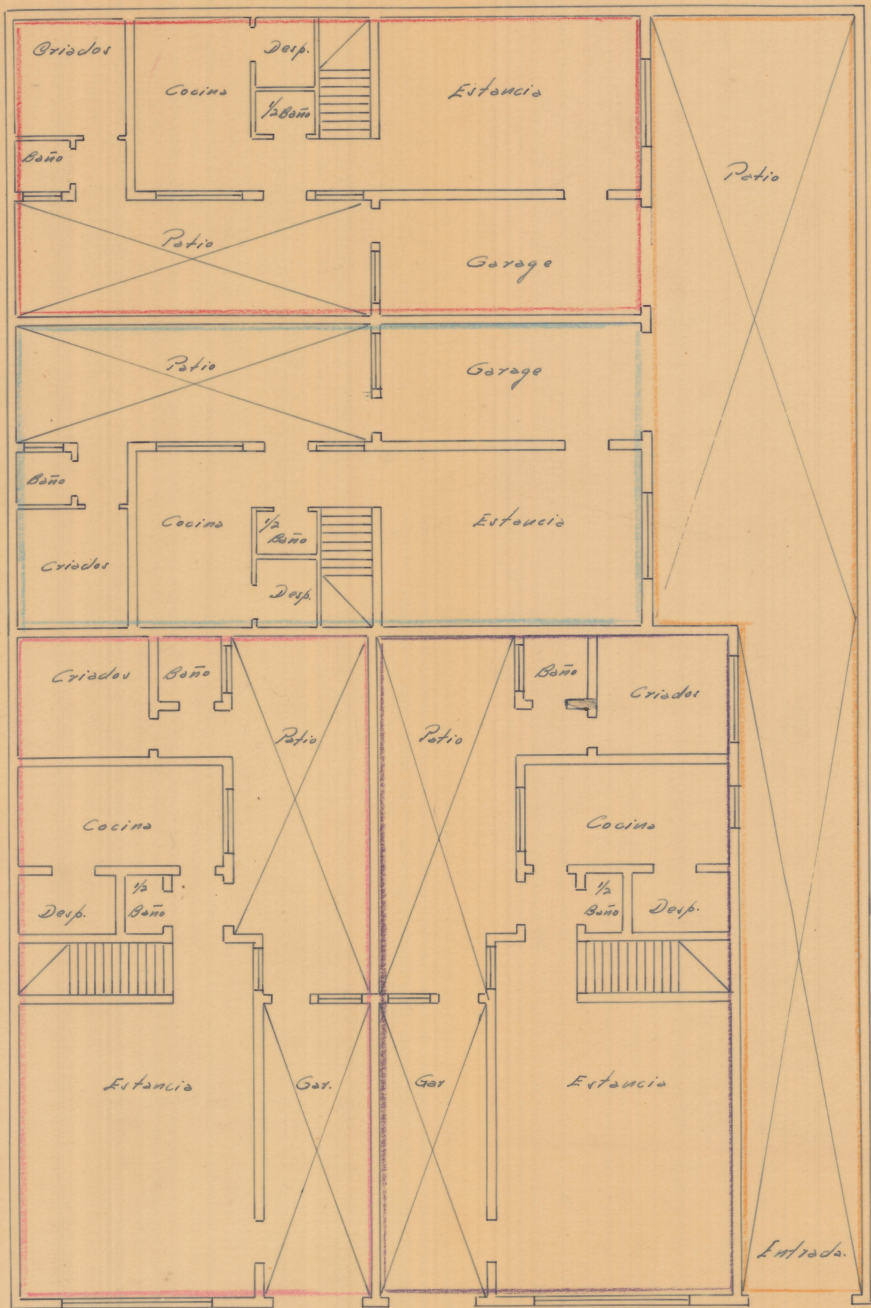 Criados
Cocina
Desp.
1/2 Baño
Estancia
Baño
Patio
Patio
Garage
Patio
Garage
Baño
Cocina
1/2
Baño
Estancia
Criados
Desp.
Criados
Baño
Patio
Patio
Baño
Criados
Cocina
Cocina
Desp.
1/2
Baño
1/2
Baño
Desp.
Estancia
Gar.
Gar
Estancia
Entrada.